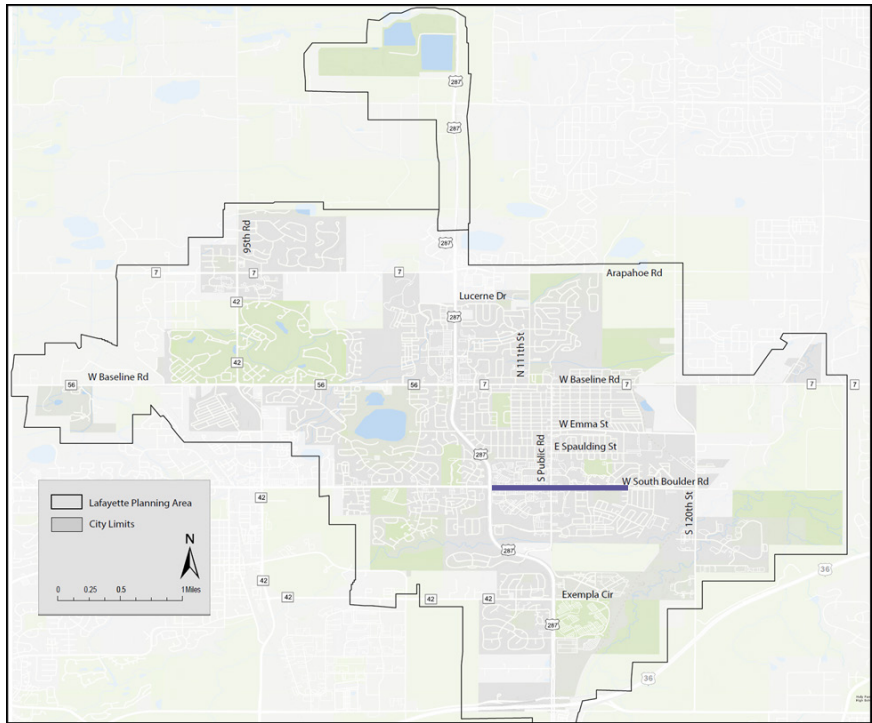 287
287
95th Rd
287
7
7
7
Arapahoe Rd
42
Lucerne Dr
287
N 111th St
42
W Baseline Rd
56
56
56
7
W Baseline Rd
7
7
7
W Emma St
S Public Rd
E Spaulding St
287
W South Boulder Rd
S 120th St
42
Lafayette Planning Area
City Limits
N
0 0.25 0.5 1 Miles
287
36
42
42
42
42
Exempla Cir
287
36